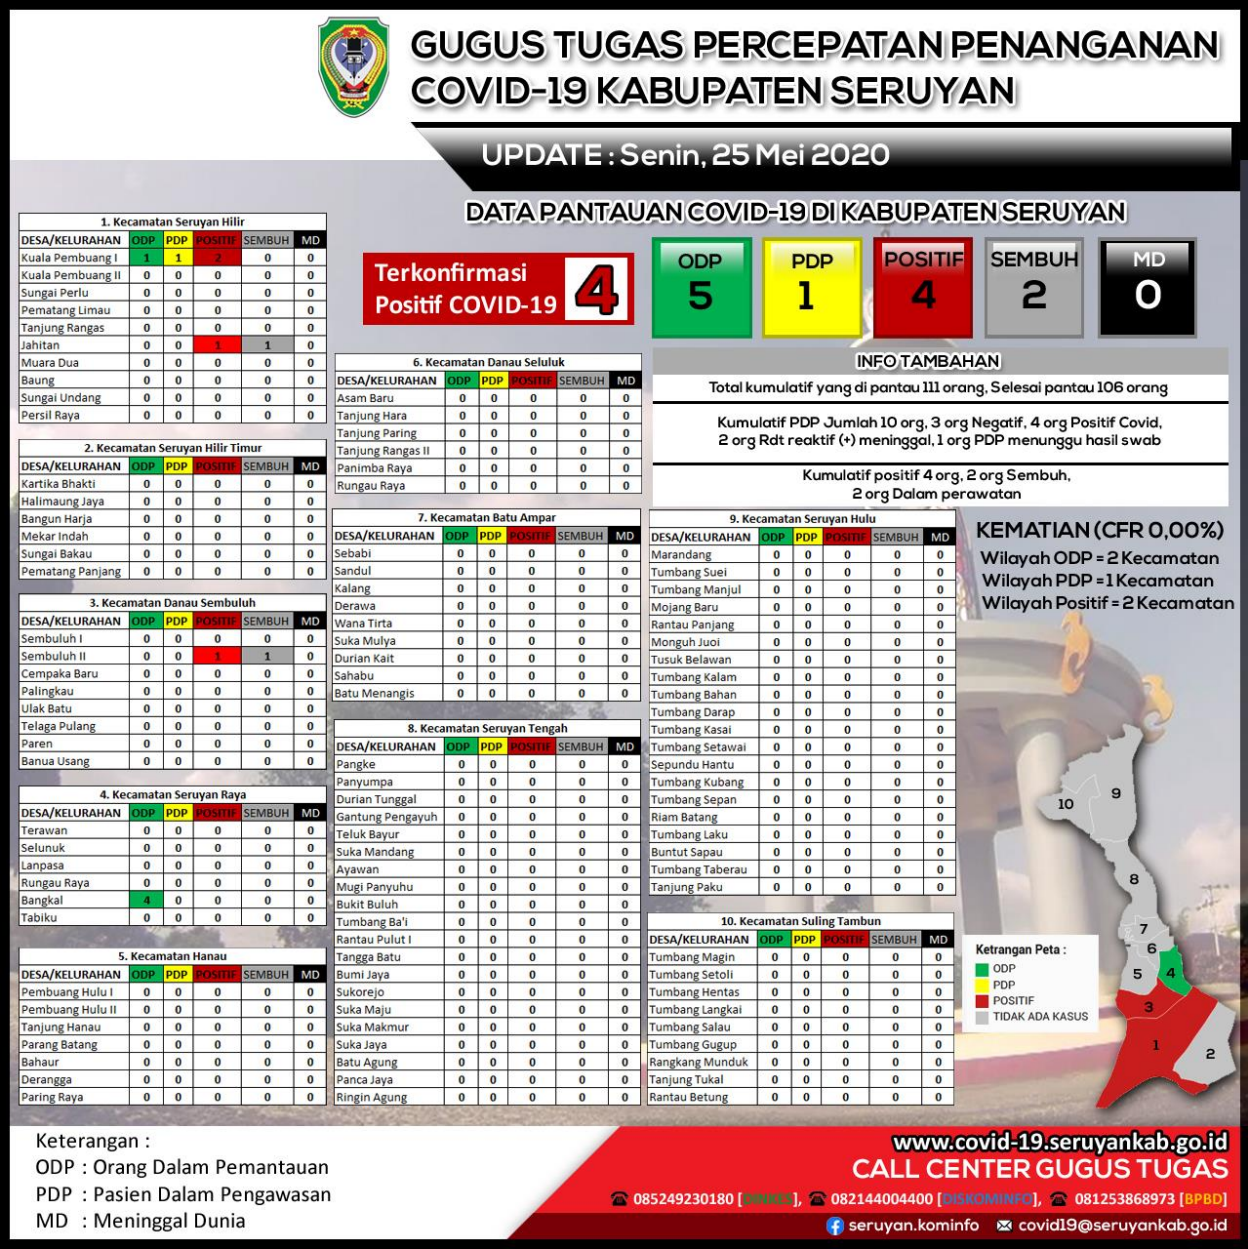 GUGUS TUGAS PERCEPATAN PENANGANAN
COVID-19 KABUPATEN SERUYAN
UPDATE : Senin, 25 Mei 2020
DATA PANTAUAN COVID-19 DI KABUPATEN SERUYAN
Terkonfirmasi
Positif COVID-19 4
ODP 5
PDP 1
POSITIF 4
SEMBUH 2
MD 0
INFO TAMBAHAN
Total kumulatif yang di pantau 111 orang, Selesai pantau 106 orang
Kumulatif PDP Jumlah 10 org, 3 org Negatif, 4 org Positif Covid,
2 org Rdt reaktif (+) meninggal, 1 org PDP menunggu hasil swab
Kumulatif positif 4 org, 2 org Sembuh,
2 org Dalam perawatan
1. Kecamatan Seruyan Hilir
DESA/KELURAHAN ODP PDP POSITIF SEMBUH MD
Kuala Pembuang I 1 1 2 0 0
Kuala Pembuang II 0 0 0 0 0
Sungai Perlu 0 0 0 0 0
Pematang Limau 0 0 0 0 0
Tanjung Rangas 0 0 0 0 0
Jahitan 0 0 1 1 0
Muara Dua 0 0 0 0 0
Baung 0 0 0 0 0
Sungai Undang 0 0 0 0 0
Persil Raya 0 0 0 0 0
2. Kecamatan Seruyan Hilir Timur
DESA/KELURAHAN ODP PDP POSITIF SEMBUH MD
Kartika Bhakti 0 0 0 0 0
Halimaung Jaya 0 0 0 0 0
Bangun Harja 0 0 0 0 0
Mekar Indah 0 0 0 0 0
Sungai Bakau 0 0 0 0 0
Pematang Panjang 0 0 0 0 0
3. Kecamatan Danau Sembuluh
DESA/KELURAHAN ODP PDP POSITIF SEMBUH MD
Sembuluh I 0 0 0 0 0
Sembuluh II 0 0 1 1 0
Cempaka Baru 0 0 0 0 0
Palingkau 0 0 0 0 0
Ulak Batu 0 0 0 0 0
Telaga Pulang 0 0 0 0 0
Paren 0 0 0 0 0
Banua Usang 0 0 0 0 0
4. Kecamatan Seruyan Raya
DESA/KELURAHAN ODP PDP POSITIF SEMBUH MD
Terawan 0 0 0 0 0
Selunuk 0 0 0 0 0
Lanpasa 0 0 0 0 0
Rungau Raya 0 0 0 0 0
Bangkal 4 0 0 0 0
Tabiku 0 0 0 0 0
5. Kecamatan Hanau
DESA/KELURAHAN ODP PDP POSITIF SEMBUH MD
Pembuang Hulu I 0 0 0 0 0
Pembuang Hulu II 0 0 0 0 0
Tanjung Hanau 0 0 0 0 0
Parang Batang 0 0 0 0 0
Bahaur 0 0 0 0 0
Derangga 0 0 0 0 0
Paring Raya 0 0 0 0 0
6. Kecamatan Danau Seluluk
DESA/KELURAHAN ODP PDP POSITIF SEMBUH MD
Asam Baru 0 0 0 0 0
Tanjung Hara 0 0 0 0 0
Tanjung Paring 0 0 0 0 0
Tanjung Rangas II 0 0 0 0 0
Panimba Raya 0 0 0 0 0
Rungau Raya 0 0 0 0 0
7. Kecamatan Batu Ampar
DESA/KELURAHAN ODP PDP POSITIF SEMBUH MD
Sebabi 0 0 0 0 0
Sandul 0 0 0 0 0
Kalang 0 0 0 0 0
Derawa 0 0 0 0 0
Wana Tirta 0 0 0 0 0
Suka Mulya 0 0 0 0 0
Durian Kait 0 0 0 0 0
Sahabu 0 0 0 0 0
Batu Menangis 0 0 0 0 0
8. Kecamatan Seruyan Tengah
DESA/KELURAHAN ODP PDP POSITIF SEMBUH MD
Pangke 0 0 0 0 0
Panyumpa 0 0 0 0 0
Durian Tunggal 0 0 0 0 0
Gantung Pengayuh 0 0 0 0 0
Teluk Bayur 0 0 0 0 0
Suka Mandang 0 0 0 0 0
Ayawan 0 0 0 0 0
Mugi Panyuhu 0 0 0 0 0
Bukit Buluh 0 0 0 0 0
Tumbang Ba'i 0 0 0 0 0
Rantau Pulut I 0 0 0 0 0
Tangga Batu 0 0 0 0 0
Bumi Jaya 0 0 0 0 0
Sukorejo 0 0 0 0 0
Suka Maju 0 0 0 0 0
Suka Makmur 0 0 0 0 0
Suka Jaya 0 0 0 0 0
Batu Agung 0 0 0 0 0
Panca Jaya 0 0 0 0 0
Ringin Agung 0 0 0 0 0
9. Kecamatan Seruyan Hulu
DESA/KELURAHAN ODP PDP POSITIF SEMBUH MD
Marandang 0 0 0 0 0
Tumbang Suei 0 0 0 0 0
Tumbang Manjul 0 0 0 0 0
Mojang Baru 0 0 0 0 0
Rantau Panjang 0 0 0 0 0
Monguh Juoi 0 0 0 0 0
Tusuk Belawan 0 0 0 0 0
Tumbang Kalam 0 0 0 0 0
Tumbang Bahan 0 0 0 0 0
Tumbang Darap 0 0 0 0 0
Tumbang Kasai 0 0 0 0 0
Tumbang Setawai 0 0 0 0 0
Sepundu Hantu 0 0 0 0 0
Tumbang Kubang 0 0 0 0 0
Tumbang Sepan 0 0 0 0 0
Riam Batang 0 0 0 0 0
Tumbang Laku 0 0 0 0 0
Buntut Sapau 0 0 0 0 0
Tumbang Taberau 0 0 0 0 0
Tanjung Paku 0 0 0 0 0
10. Kecamatan Suling Tambun
DESA/KELURAHAN ODP PDP POSITIF SEMBUH MD
Tumbang Magin 0 0 0 0 0
Tumbang Setoli 0 0 0 0 0
Tumbang Hentas 0 0 0 0 0
Tumbang Langkai 0 0 0 0 0
Tumbang Salau 0 0 0 0 0
Tumbang Gugup 0 0 0 0 0
Rangkang Munduk 0 0 0 0 0
Tanjung Tukal 0 0 0 0 0
Rantau Betung 0 0 0 0 0
KEMATIAN (CFR 0,00%)
Wilayah ODP = 2 Kecamatan
Wilayah PDP = 1 Kecamatan
Wilayah Positif = 2 Kecamatan
9
10
8
7
6
5
4
3
1
2
Ketrangan Peta :
ODP
PDP
POSITIF
TIDAK ADA KASUS
Keterangan :
ODP : Orang Dalam Pemantauan
PDP : Pasien Dalam Pengawasan
MD : Meninggal Dunia
www.covid-19.seruyankab.go.id
CALL CENTER GUGUS TUGAS
085249230180 [DINKES], 082144004400 [DISKOMINFO], 081253868973 [BPBD]
seruyan.kominfo covid19@seruyankab.go.id